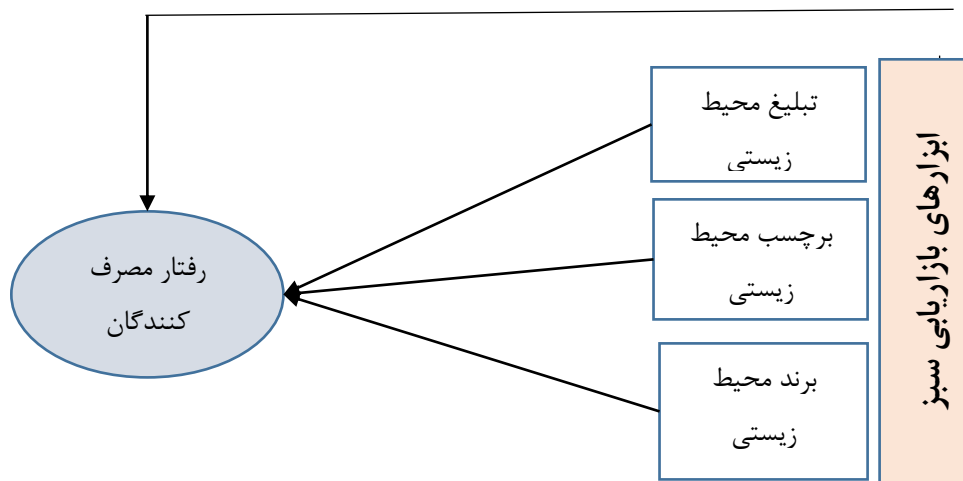 ابزارهای بازاریابی سبز
تبلیغ محیط
زیستی
برچسب محیط
زیستی
برند محیط
زیستی
رفتار مصرف
کنندگان